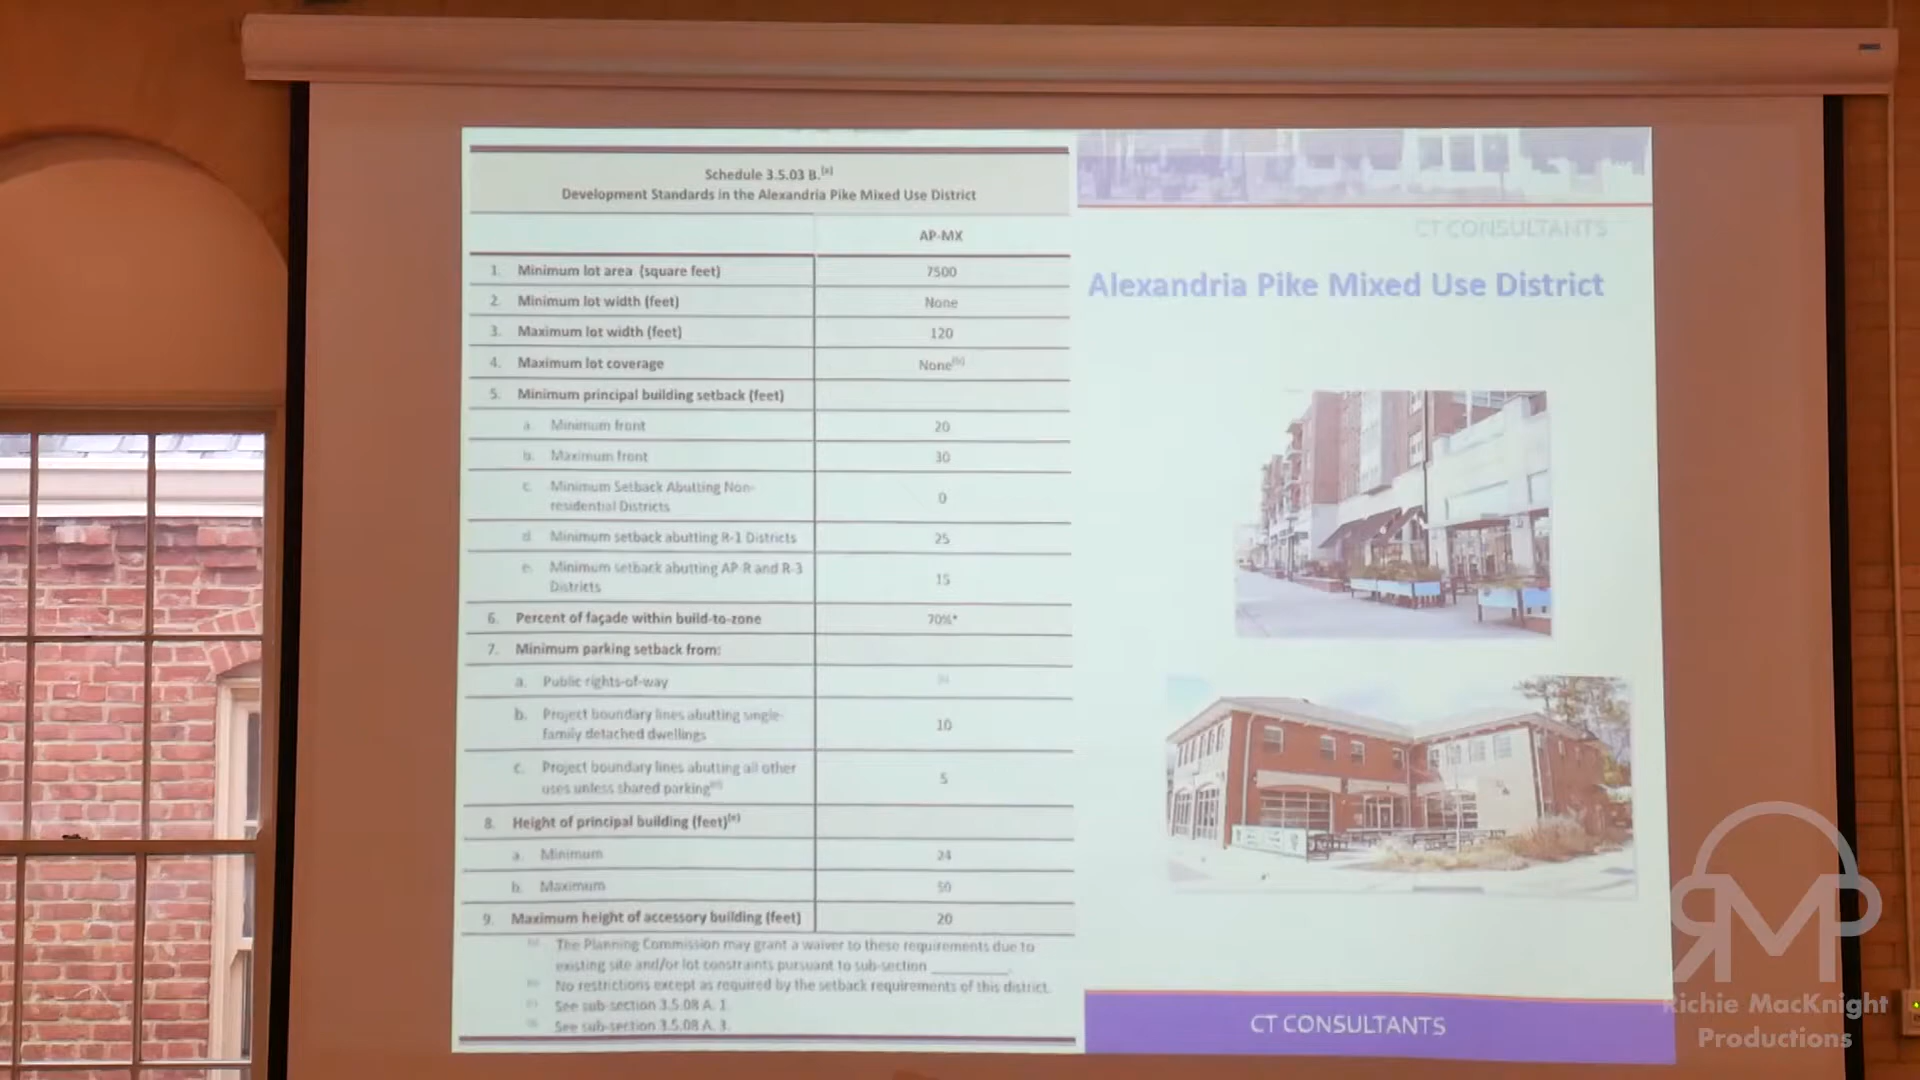 Schedule 3.5.03 B.[a]
Development Standards in the Alexandria Pike Mixed Use District
AP-MX
1. Minimum lot area (square feet) 7500
2. Minimum lot width (feet) None
3. Maximum lot width (feet) 120
4. Maximum lot coverage None[b]
5. Minimum principal building setback (feet)
a. Minimum front 20
b. Maximum front 30
c. Minimum Setback Abutting Non-
residential Districts 0
d. Minimum setback abutting R-1 Districts 25
e. Minimum setback abutting AP-R and R-3
Districts 15
6. Percent of façade within build-to-zone 70%*
7. Minimum parking setback from:
a. Public rights-of-way
b. Project boundary lines abutting single-
family detached dwellings 10
c. Project boundary lines abutting all other
uses unless shared parking
8. Height of principal building (feet)[e]
5
a. Minimum 24
b. Maximum 50
9. Maximum height of accessory building (feet) 20
The Planning Commission may grant a waiver to these requirements due to
existing site and/or lot constraints pursuant to sub-section __________.
No restrictions except as required by the setback requirements of this district.
See sub-section 3.5.08 A. 1.
See sub-section 3.5.08 A. 3.
CT CONSULTANTS
Alexandria Pike Mixed Use District
CT CONSULTANTS
RMP
Richie MacKnight
Productions